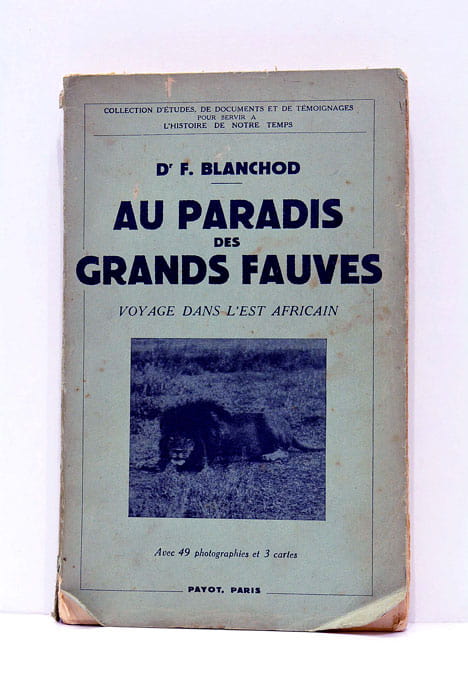 COLLECTION D'ÉTUDES, DE DOCUMENTS ET DE TÉMOIGNAGES
POUR SERVIR A
L'HISTOIRE DE NOTRE TEMPS
Dr F. BLANCHOD
AU PARADIS
DES
GRANDS FAUVES
VOYAGE DANS L'EST AFRICAIN
Avec 49 photographies et 3 cartes
PAYOT, PARIS